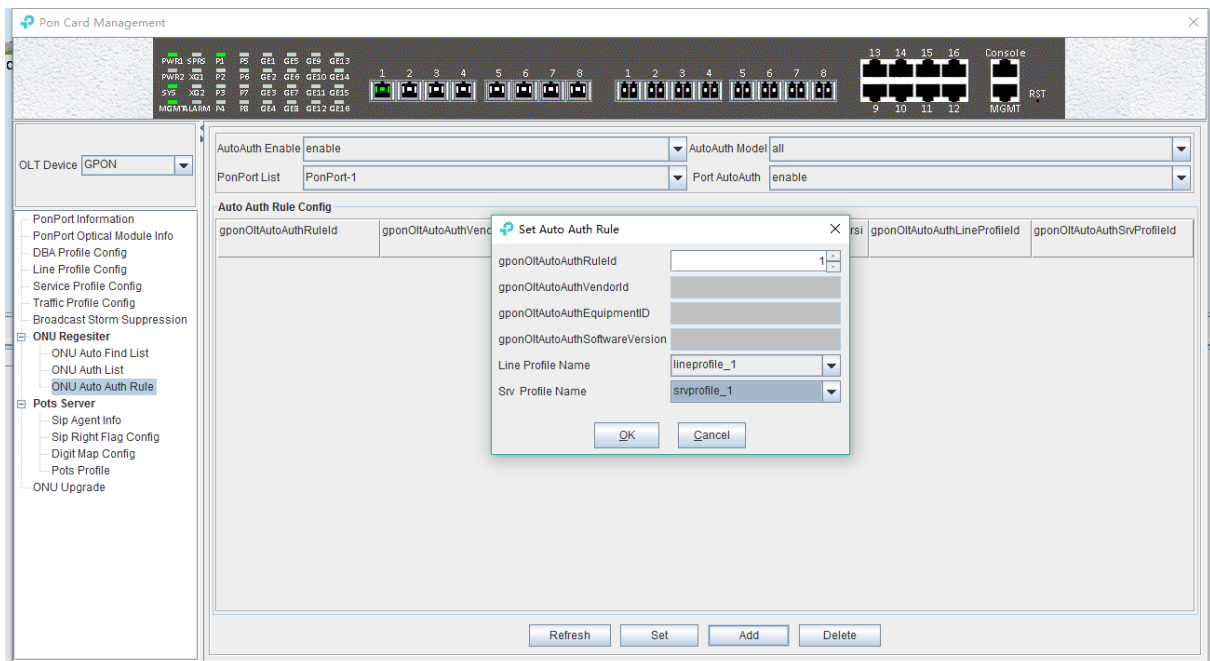 Pon Card Management
13 14 15 16 Console
PWR1 SPRS P1 P5 GE1 GE5 GE9 GE13
PWR2 XG1 P2 P6 GE2 GE6 GE10 GE14
1 2 3 4 5 6 7 8 1 2 3 4 5 6 7 8
SYS XG2 P3 P7 GE3 GE7 GE11 GE15
RST
MGMT ALARM P4 P8 GE4 GE8 GE12 GE16
9 10 11 12 MGMT
OLT Device GPON
AutoAuth Enable enable AutoAuth Model all
PonPort List PonPort-1 Port AutoAuth enable
Auto Auth Rule Config
gponOltAutoAuthRuleId gponOltAutoAuthVend rsi gponOltAutoAuthLineProfileId gponOltAutoAuthSrvProfileId
PonPort Information
PonPort Optical Module Info
DBA Profile Config
Line Profile Config
Service Profile Config
Traffic Profile Config
Broadcast Storm Suppression
ONU Regesiter
ONU Auto Find List
ONU Auth List
ONU Auto Auth Rule
Pots Server
Sip Agent Info
Sip Right Flag Config
Digit Map Config
Pots Profile
ONU Upgrade
Set Auto Auth Rule
gponOltAutoAuthRuleId 1
gponOltAutoAuthVendorId
gponOltAutoAuthEquipmentID
gponOltAutoAuthSoftwareVersion
Line Profile Name lineprofile_1
Srv Profile Name srvprofile_1
OK Cancel
Refresh Set Add Delete